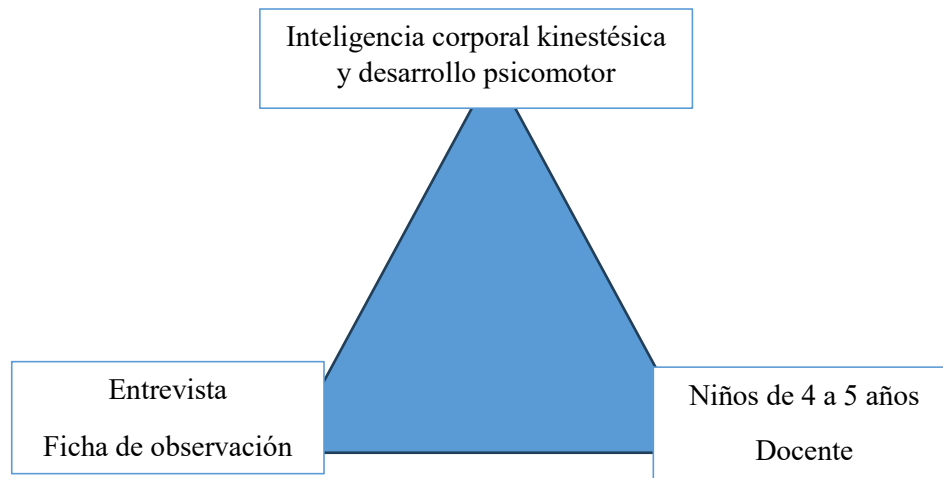 Inteligencia corporal kinestésica
y desarrollo psicomotor
Entrevista
Ficha de observación
Niños de 4 a 5 años
Docente